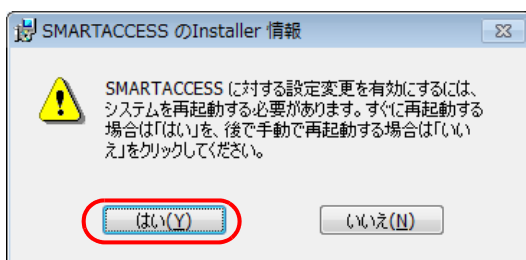 SMARTACCESS のInstaller 情報
SMARTACCESS に対する設定変更を有効にするには、
システムを再起動する必要があります。すぐに再起動する
場合は「はい」を、後で手動で再起動する場合は「いい
え」をクリックしてください。
はい(Y)
いいえ(N)